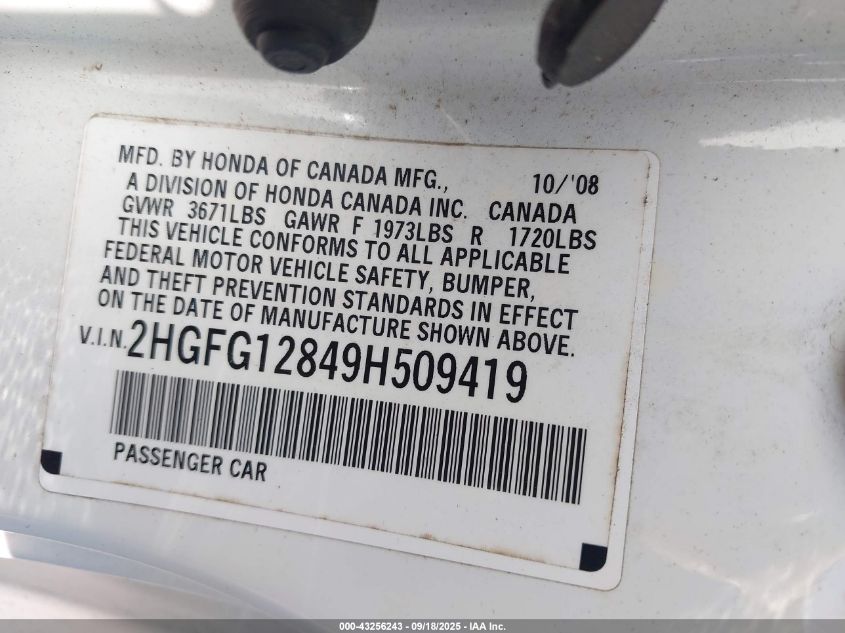 MFD. BY HONDA OF CANADA MFG., 10/'08
A DIVISION OF HONDA CANADA INC. CANADA
GVWR 3671LBS GAWR F 1973LBS R 1720LBS
THIS VEHICLE CONFORMS TO ALL APPLICABLE
FEDERAL MOTOR VEHICLE SAFETY, BUMPER,
AND THEFT PREVENTION STANDARDS IN EFFECT
ON THE DATE OF MANUFACTURE SHOWN ABOVE.
V.I.N. 2HGFG12849H509419
PASSENGER CAR
000-43256243 - 09/18/2025 - IAA Inc.